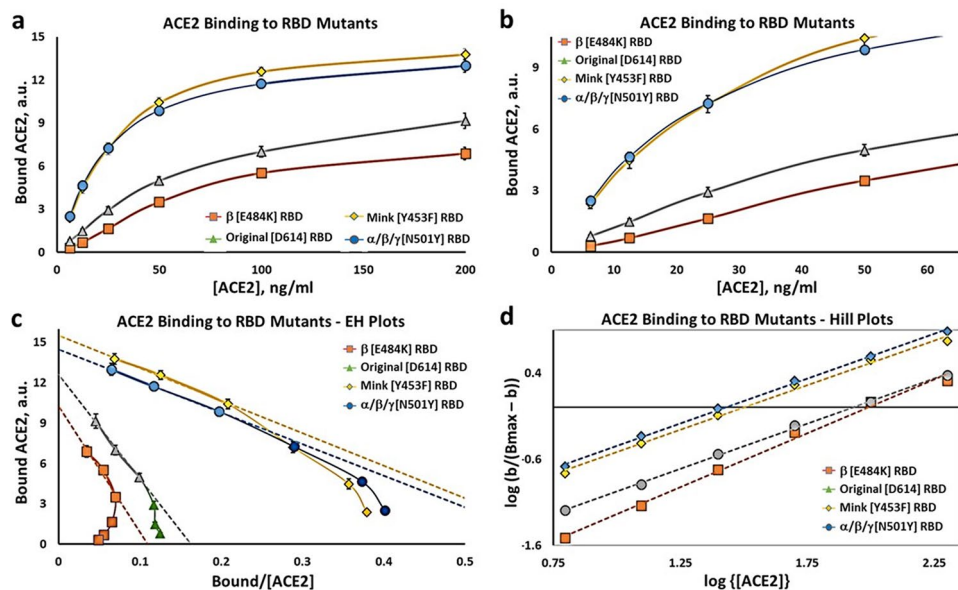 a
ACE2 Binding to RBD Mutants
Bound ACE2, a.u.
15
12
9
6
3
0
0
50
100
150
200
[ACE2], ng/ml
β [E484K] RBD
Original [D614] RBD
Mink [Y453F] RBD
α/β/γ[N501Y] RBD
b
ACE2 Binding to RBD Mutants
Bound ACE2, a.u.
9
6
3
0
0
10
20
30
40
50
60
[ACE2], ng/ml
β [E484K] RBD
Original [D614] RBD
Mink [Y453F] RBD
α/β/γ[N501Y] RBD
c
ACE2 Binding to RBD Mutants - EH Plots
Bound ACE2, a.u.
15
12
9
6
3
0
0
0.1
0.2
0.3
0.4
0.5
Bound/[ACE2]
β [E484K] RBD
Original [D614] RBD
Mink [Y453F] RBD
α/β/γ[N501Y] RBD
d
ACE2 Binding to RBD Mutants - Hill Plots
log (b/(Bmax – b))
0.4
-0.6
-1.6
0.75
1.25
1.75
2.25
log {[ACE2]}
β [E484K] RBD
Original [D614] RBD
Mink [Y453F] RBD
α/β/γ[N501Y] RBD